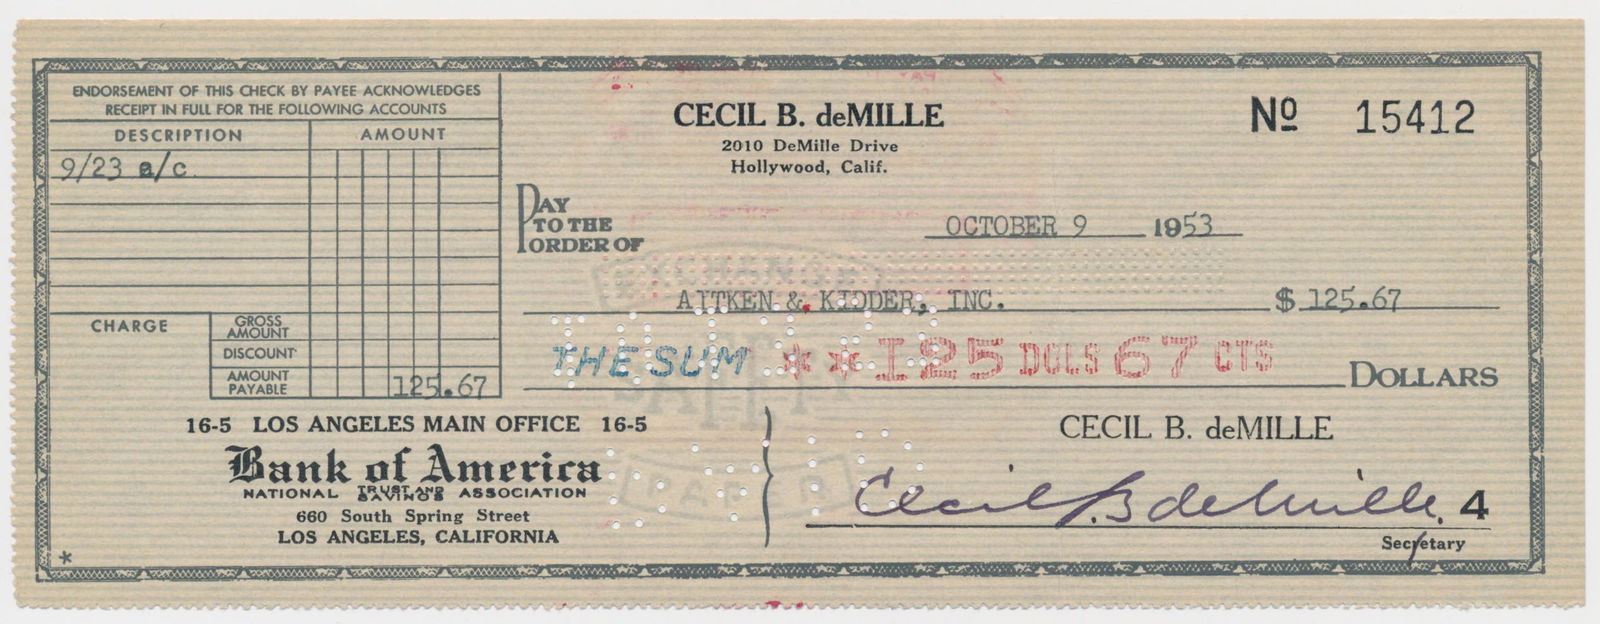 ENDORSEMENT OF THIS CHECK BY PAYEE ACKNOWLEDGES
RECEIPT IN FULL FOR THE FOLLOWING ACCOUNTS
DESCRIPTION AMOUNT
9/23 a/c
CHARGE
GROSS AMOUNT
DISCOUNT
AMOUNT PAYABLE 125.67
CECIL B. deMILLE
2010 DeMille Drive
Hollywood, Calif.
Nº 15412
PAY TO THE ORDER OF
OCTOBER 9 1953
AITKEN & KIDDER, INC. $ 125.67
THE SUM ** 125 DOLS 67 CTS DOLLARS
16-5 LOS ANGELES MAIN OFFICE 16-5
Bank of America
NATIONAL TRUST AND SAVINGS ASSOCIATION
660 South Spring Street
LOS ANGELES, CALIFORNIA
*
CECIL B. deMILLE
Cecil B deMille. 4
Secretary